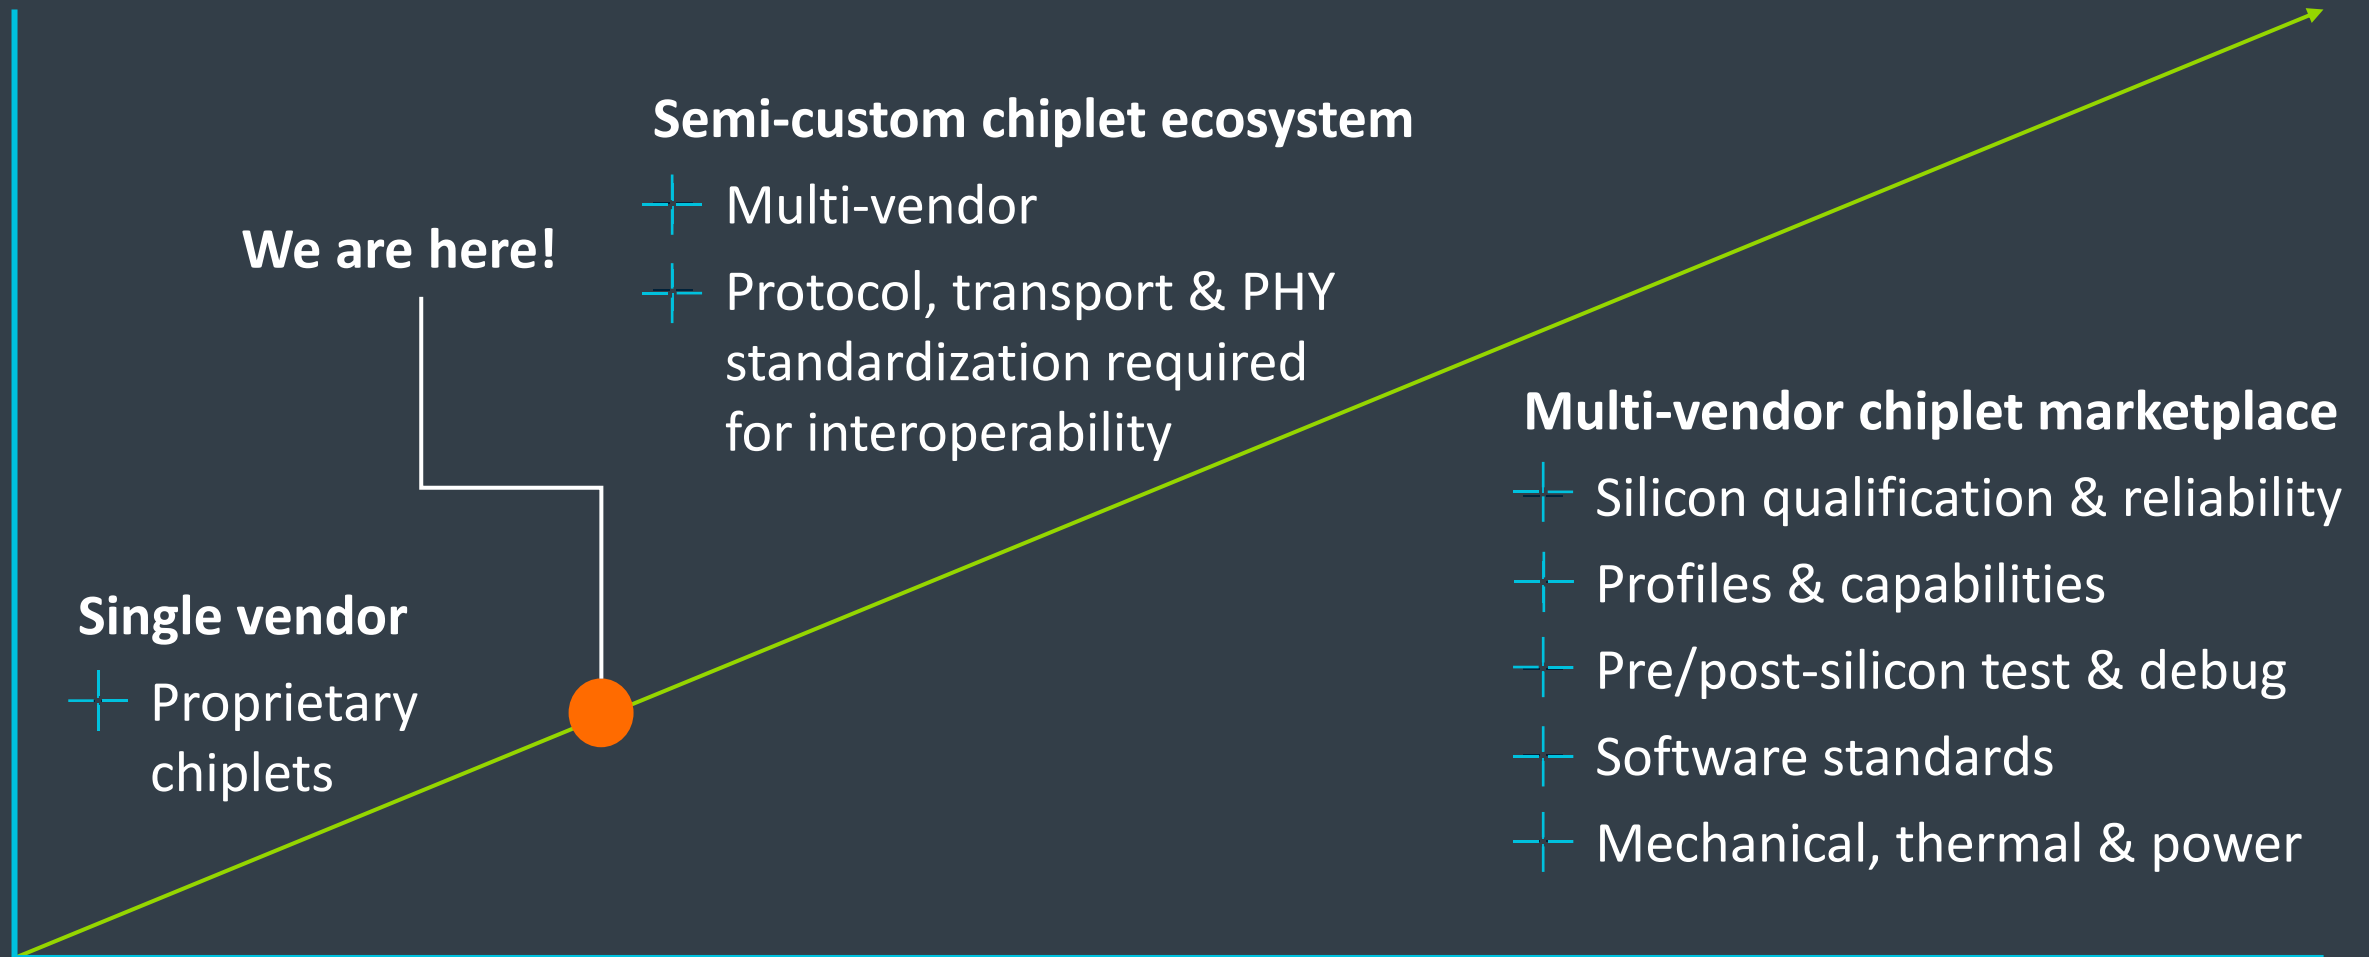 Semi-custom chiplet ecosystem
Multi-vendor
Protocol, transport & PHY
standardization required
for interoperability
We are here!
Single vendor
Proprietary
chiplets
Multi-vendor chiplet marketplace
Silicon qualification & reliability
Profiles & capabilities
Pre/post-silicon test & debug
Software standards
Mechanical, thermal & power